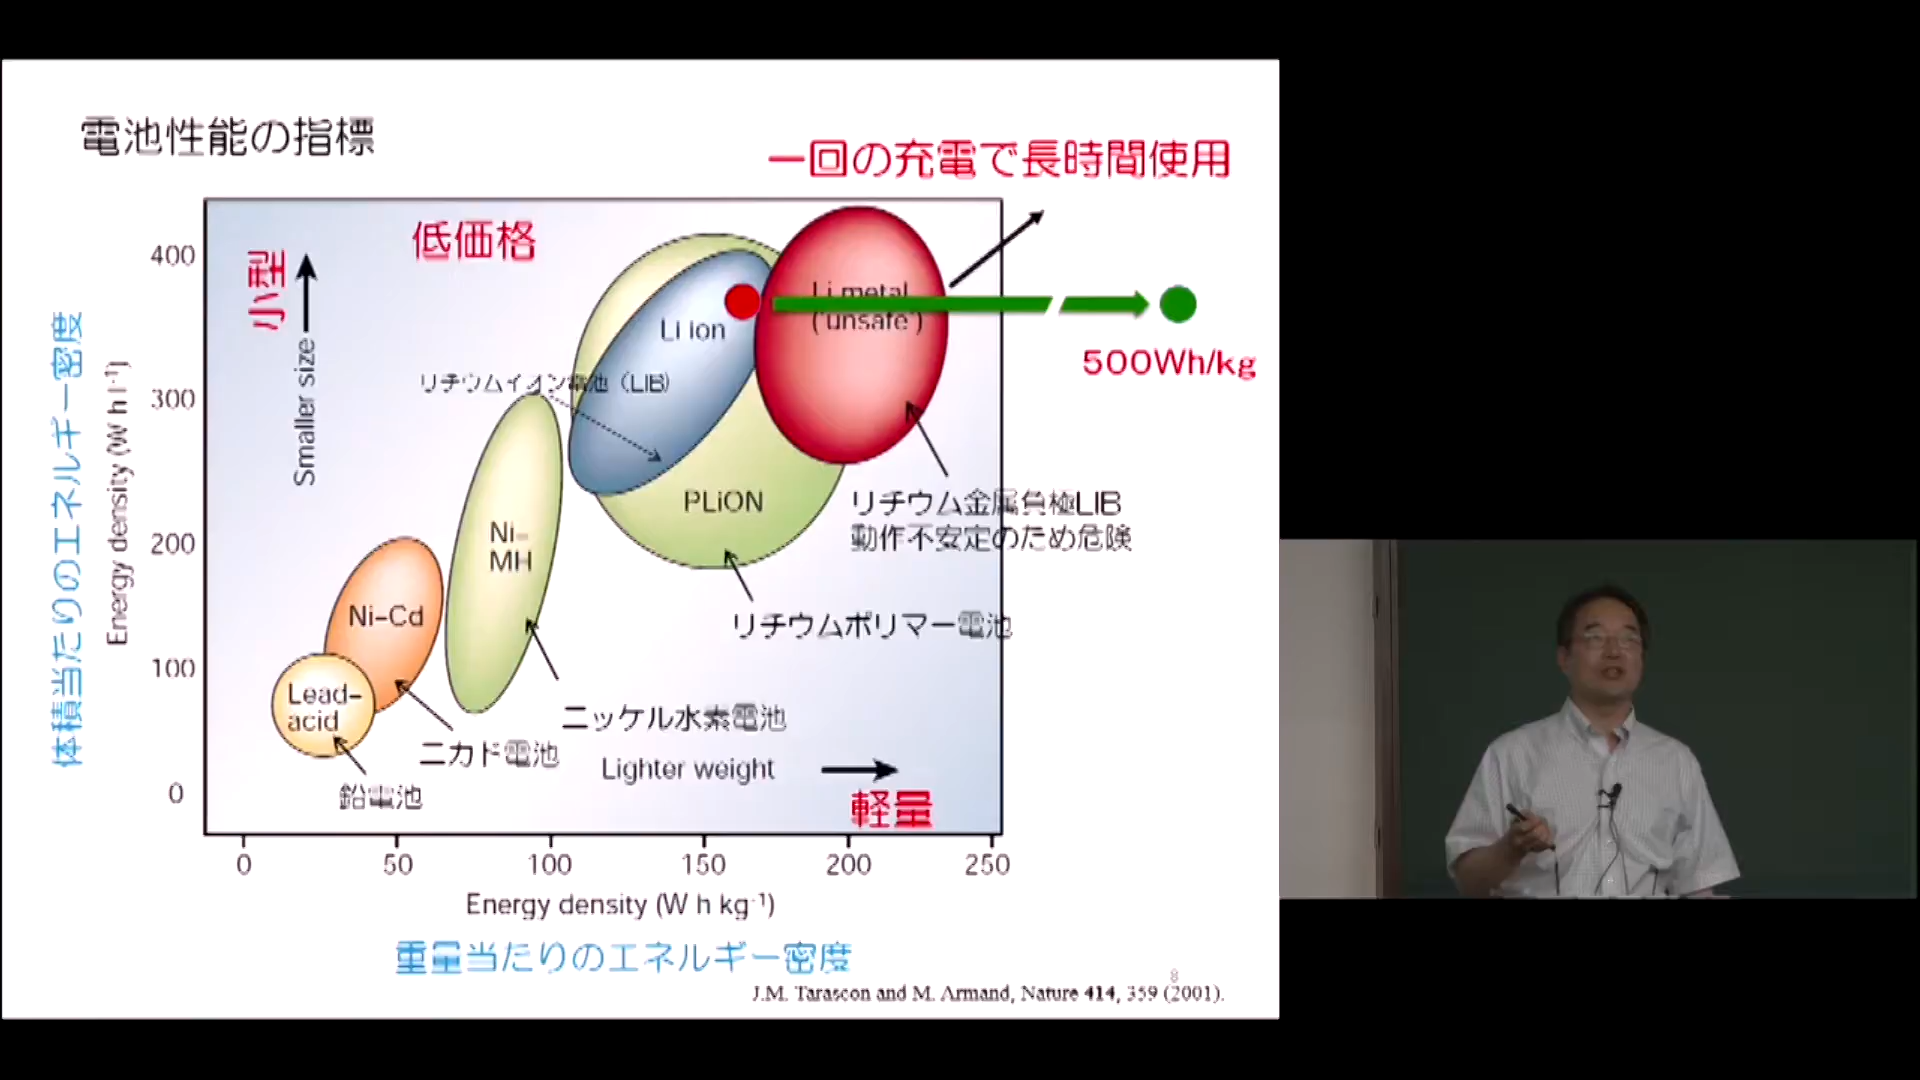 電池性能の指標
一回の充電で長時間使用
低価格
小型
Smaller size
400
300
200
100
0
体積当たりのエネルギー密度
Energy density (W h l⁻¹)
Li ion
Li metal
('unsafe')
500Wh/kg
リチウムイオン電池（LIB）
PLiON
リチウム金属負極LIB
動作不安定のため危険
Ni-
MH
リチウムポリマー電池
Ni-Cd
Lead-
acid
ニッケル水素電池
ニカド電池
鉛電池
Lighter weight
軽量
0 50 100 150 200 250
Energy density (W h kg⁻¹)
重量当たりのエネルギー密度
8
J.M. Tarascon and M. Armand, Nature 414, 359 (2001).